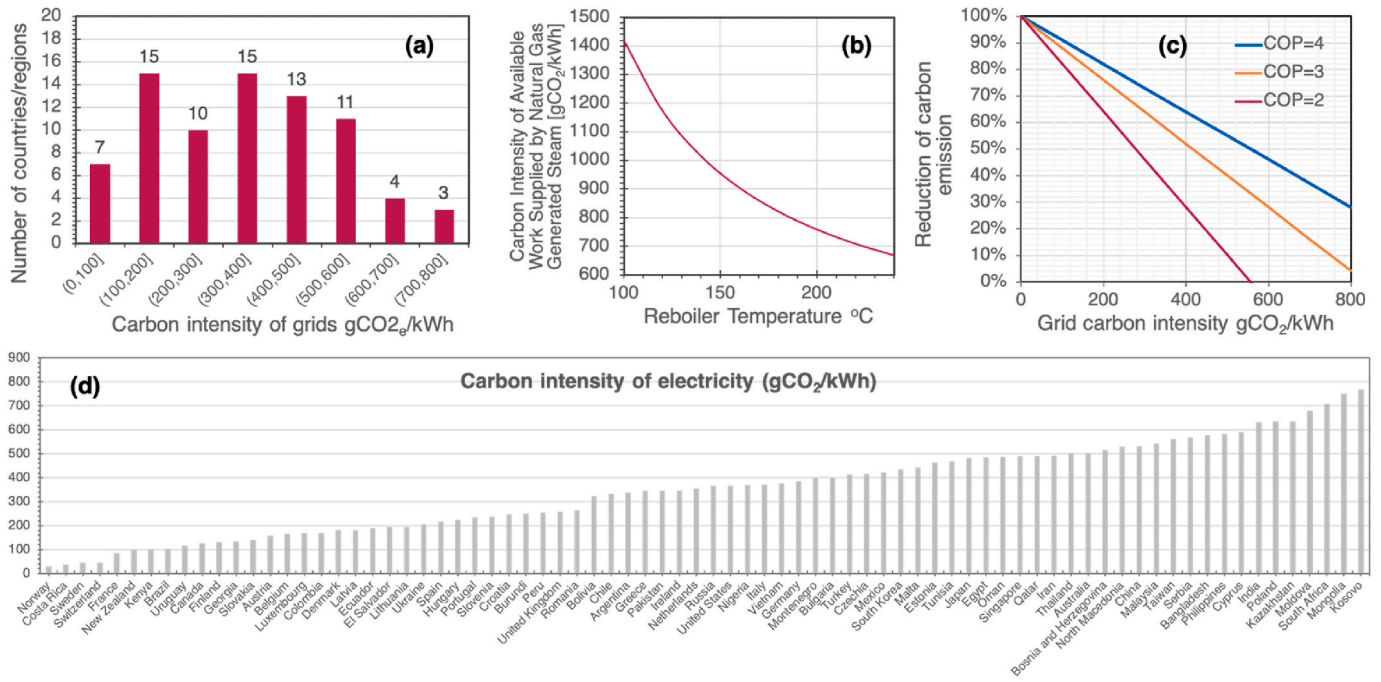 (a)
Number of countries/regions
20
18
16
14
12
10
8
6
4
2
0
7
15
10
15
13
11
4
3
(0,100]
(100,200]
(200,300]
(300,400]
(400,500]
(500,600]
(600,700]
(700,800]
Carbon intensity of grids gCO2e/kWh
(b)
Carbon Intensity of Available
Work Supplied by Natural Gas
Generated Steam [gCO2/kWh]
1500
1400
1300
1200
1100
1000
900
800
700
600
100
150
200
Reboiler Temperature ºC
(c)
Reduction of carbon
emission
100%
90%
80%
70%
60%
50%
40%
30%
20%
10%
0%
COP=4
COP=3
COP=2
0
200
400
600
800
Grid carbon intensity gCO2/kWh
(d)
Carbon intensity of electricity (gCO2/kWh)
900
800
700
600
500
400
300
200
100
0
Norway
Costa Rica
Sweden
Switzerland
France
New Zealand
Kenya
Brazil
Uruguay
Canada
Finland
Georgia
Slovakia
Austria
Belgium
Luxembourg
Colombia
Denmark
Latvia
Ecuador
El Salvador
Lithuania
Ukraine
Spain
Hungary
Portugal
Slovenia
Croatia
Burundi
Peru
United Kingdom
Romania
Bolivia
Chile
Argentina
Greece
Pakistan
Ireland
Netherlands
Russia
United States
Nigeria
Italy
Vietnam
Germany
Montenegro
Bulgaria
Turkey
Czechia
Mexico
South Korea
Malta
Estonia
Tunisia
Japan
Egypt
Oman
Singapore
Qatar
Iran
Thailand
Australia
Bosnia and Herzegovina
North Macedonia
China
Malaysia
Taiwan
Serbia
Bangladesh
Philippines
Cyprus
India
Poland
Kazakhstan
Moldova
South Africa
Mongolia
Kosovo